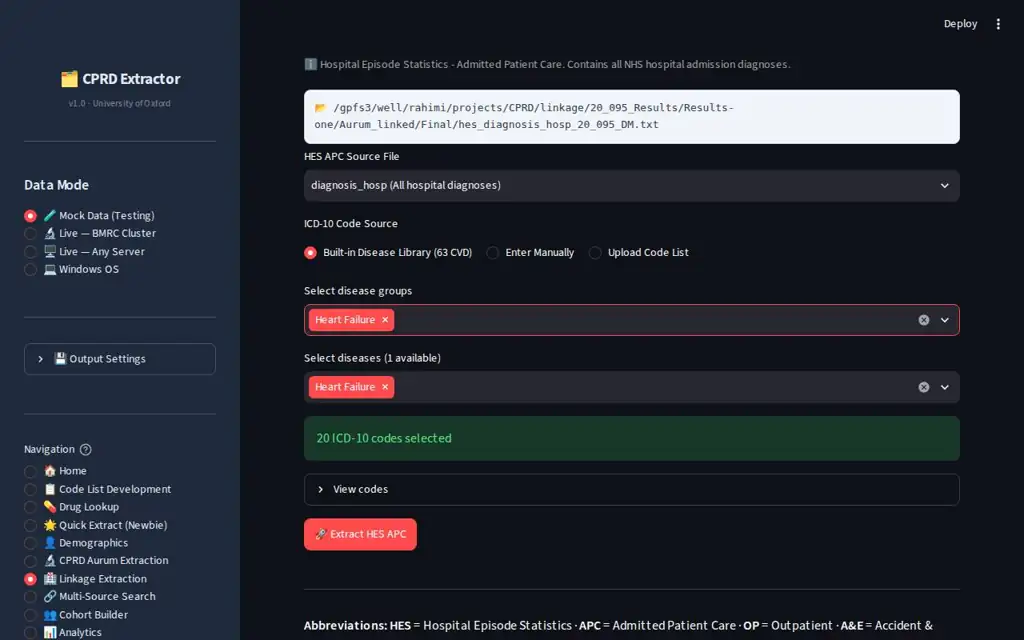 Deploy
CPRD Extractor
v1.0 · University of Oxford
Data Mode
Mock Data (Testing)
Live — BMRC Cluster
Live — Any Server
Windows OS
Output Settings
Navigation
Home
Code List Development
Drug Lookup
Quick Extract (Newbie)
Demographics
CPRD Aurum Extraction
Linkage Extraction
Multi-Source Search
Cohort Builder
Analytics
Hospital Episode Statistics - Admitted Patient Care. Contains all NHS hospital admission diagnoses.
/gpfs3/well/rahimi/projects/CPRD/linkage/20_095_Results/Results-
one/Aurum_linked/Final/hes_diagnosis_hosp_20_095_DM.txt
HES APC Source File
diagnosis_hosp (All hospital diagnoses)
ICD-10 Code Source
Built-in Disease Library (63 CVD) Enter Manually Upload Code List
Select disease groups
Heart Failure ×
Select diseases (1 available)
Heart Failure ×
20 ICD-10 codes selected
View codes
Extract HES APC
Abbreviations: HES = Hospital Episode Statistics · APC = Admitted Patient Care · OP = Outpatient · A&E = Accident &